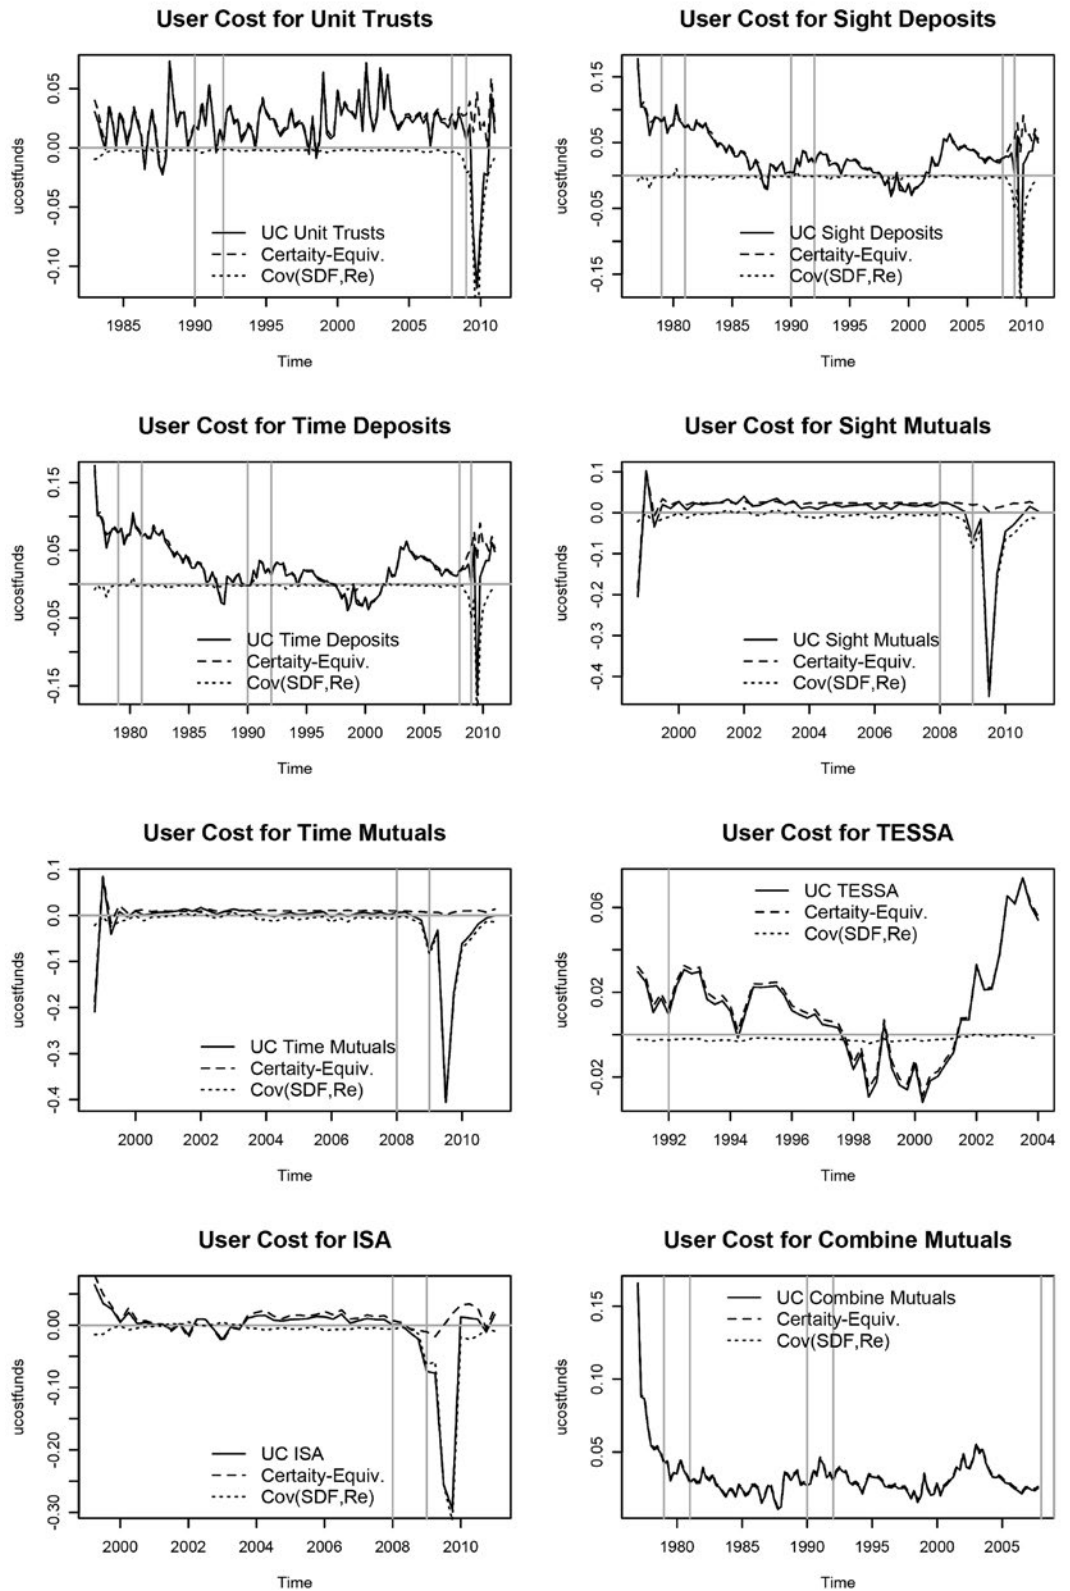 User Cost for Unit Trusts
ucostfunds
0.05
0.00
-0.05
-0.10
UC Unit Trusts
Certaity-Equiv.
Cov(SDF,Re)
1985 1990 1995 2000 2005 2010
Time
User Cost for Sight Deposits
ucostfunds
0.15
0.05
-0.05
-0.15
UC Sight Deposits
Certaity-Equiv.
Cov(SDF,Re)
1980 1985 1990 1995 2000 2005 2010
Time
User Cost for Time Deposits
ucostfunds
0.15
0.05
-0.05
-0.15
UC Time Deposits
Certaity-Equiv.
Cov(SDF,Re)
1980 1985 1990 1995 2000 2005 2010
Time
User Cost for Sight Mutuals
ucostfunds
0.1
0.0
-0.1
-0.2
-0.3
-0.4
UC Sight Mutuals
Certaity-Equiv.
Cov(SDF,Re)
2000 2002 2004 2006 2008 2010
Time
User Cost for Time Mutuals
ucostfunds
0.1
0.0
-0.1
-0.2
-0.3
-0.4
UC Time Mutuals
Certaity-Equiv.
Cov(SDF,Re)
2000 2002 2004 2006 2008 2010
Time
User Cost for TESSA
ucostfunds
0.06
0.02
-0.02
UC TESSA
Certaity-Equiv.
Cov(SDF,Re)
1992 1994 1996 1998 2000 2002 2004
Time
User Cost for ISA
ucostfunds
0.00
-0.10
-0.20
-0.30
UC ISA
Certaity-Equiv.
Cov(SDF,Re)
2000 2002 2004 2006 2008 2010
Time
User Cost for Combine Mutuals
ucostfunds
0.15
0.10
0.05
UC Combine Mutuals
Certaity-Equiv.
Cov(SDF,Re)
1980 1985 1990 1995 2000 2005
Time